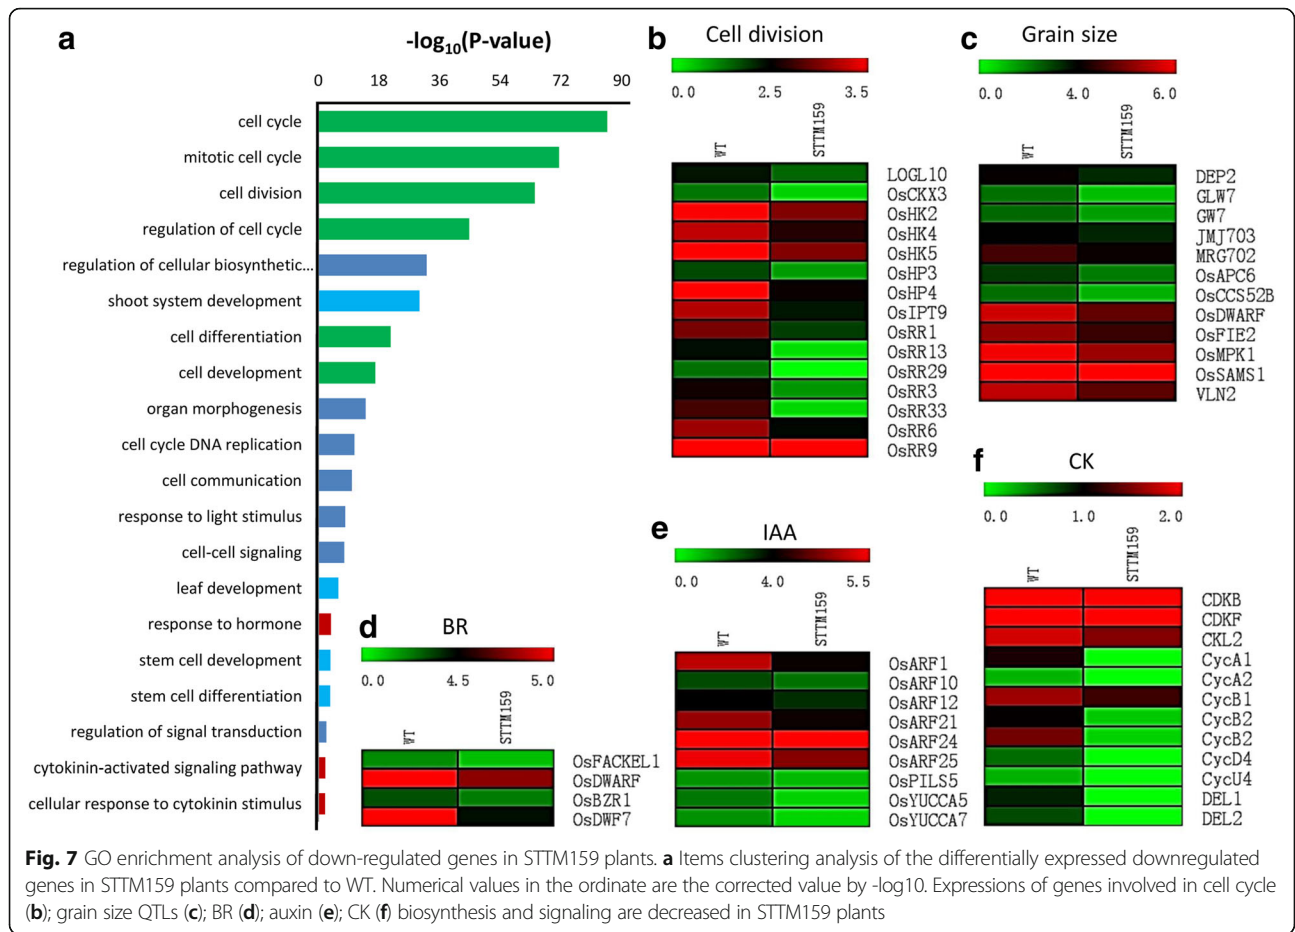 a
-log10(P-value)
0 18 36 54 72 90
cell cycle
mitotic cell cycle
cell division
regulation of cell cycle
regulation of cellular biosynthetic...
shoot system development
cell differentiation
cell development
organ morphogenesis
cell cycle DNA replication
cell communication
response to light stimulus
cell-cell signaling
leaf development
response to hormone
stem cell development
stem cell differentiation
regulation of signal transduction
cytokinin-activated signaling pathway
cellular response to cytokinin stimulus
b
Cell division
0.0 2.5 3.5
WT STTM159
LOGL10
OsCKX3
OsHK2
OsHK4
OsHK5
OsHP3
OsHP4
OsIPT9
OsRR1
OsRR13
OsRR29
OsRR3
OsRR33
OsRR6
OsRR9
c
Grain size
0.0 4.0 6.0
WT STTM159
DEP2
GLW7
GW7
JMJ703
MRG702
OsAPC6
OsCCS52B
OsDWARF
OsFIE2
OsMPK1
OsSAMS1
VLN2
d
BR
0.0 4.5 5.0
WT STTM159
OsFACKEL1
OsDWARF
OsBZR1
OsDWF7
e
IAA
0.0 4.0 5.5
WT STTM159
OsARF1
OsARF10
OsARF12
OsARF21
OsARF24
OsARF25
OsPILS5
OsYUCCA5
OsYUCCA7
f
CK
0.0 1.0 2.0
WT STTM159
CDKB
CDKF
CKL2
CycA1
CycA2
CycB1
CycB2
CycB2
CycD4
CycU4
DEL1
DEL2
Fig. 7 GO enrichment analysis of down-regulated genes in STTM159 plants. a Items clustering analysis of the differentially expressed downregulated
genes in STTM159 plants compared to WT. Numerical values in the ordinate are the corrected value by -log10. Expressions of genes involved in cell cycle
(b); grain size QTLs (c); BR (d); auxin (e); CK (f) biosynthesis and signaling are decreased in STTM159 plants